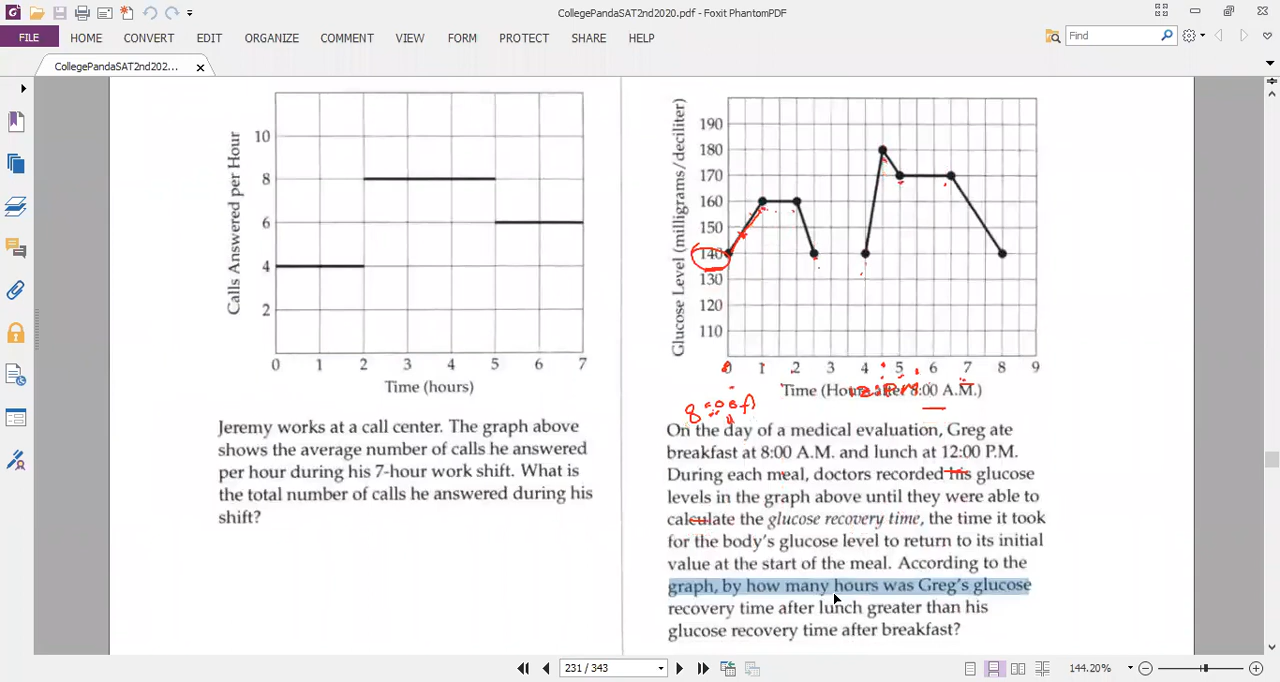 CollegePandaSAT2nd2020.pdf - Foxit PhantomPDF
FILE HOME CONVERT EDIT ORGANIZE COMMENT VIEW FORM PROTECT SHARE HELP
Find
CollegePandaSAT2nd202...
Calls Answered per Hour
10
8
6
4
2
0 1 2 3 4 5 6 7
Time (hours)
Jeremy works at a call center. The graph above
shows the average number of calls he answered
per hour during his 7-hour work shift. What is
the total number of calls he answered during his
shift?
Glucose Level (milligrams/deciliter)
190
180
170
160
150
140
130
120
110
0 1 2 3 4 5 6 7 8 9
Time (Hours after 8:00 A.M.)
On the day of a medical evaluation, Greg ate
breakfast at 8:00 A.M. and lunch at 12:00 P.M.
During each meal, doctors recorded his glucose
levels in the graph above until they were able to
calculate the glucose recovery time, the time it took
for the body's glucose level to return to its initial
value at the start of the meal. According to the
graph, by how many hours was Greg's glucose
recovery time after lunch greater than his
glucose recovery time after breakfast?
231 / 343
144.20%